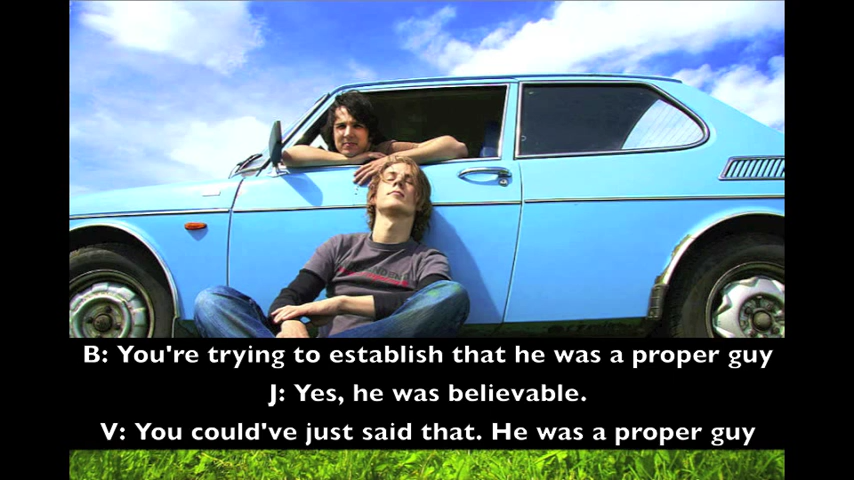 B: You're trying to establish that he was a proper guy
J: Yes, he was believable.
V: You could've just said that. He was a proper guy